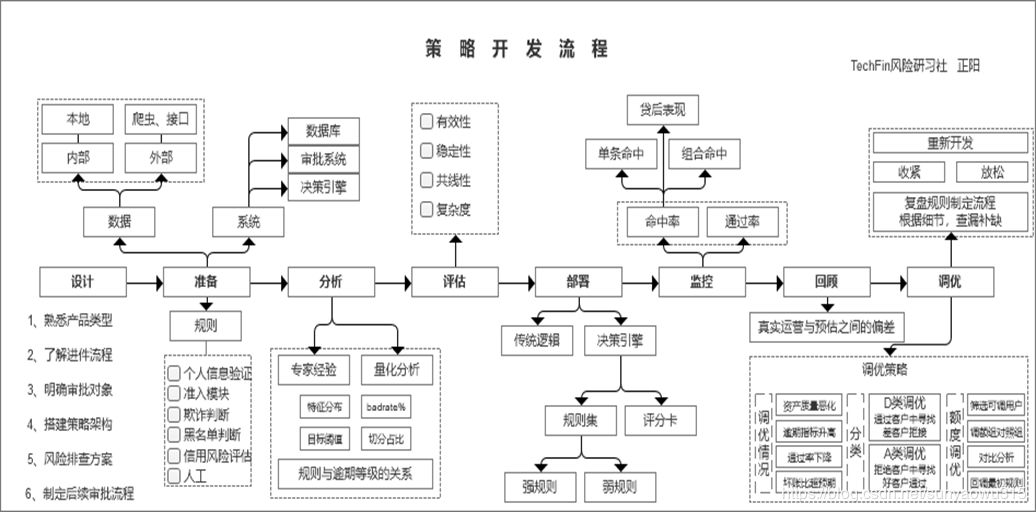 策略开发流程
TechFin风险研习社 正阳
本地
爬虫、接口
内部
外部
数据
数据库
审批系统
决策引擎
系统
有效性
稳定性
共线性
复杂度
贷后表现
单条命中
组合命中
命中率
通过率
重新开发
收紧
放松
复盘规则制定流程
根据细节，查漏补缺
设计
准备
分析
评估
部署
监控
回顾
调优
1、熟悉产品类型
2、了解进件流程
3、明确审批对象
4、搭建策略架构
5、风险排查方案
6、制定后续审批流程
规则
个人信息验证
准入模块
欺诈判断
黑名单判断
信用风险评估
人工
专家经验
量化分析
特征分布
badrate%
目标阈值
切分占比
规则与逾期等级的关系
传统逻辑
决策引擎
规则集
评分卡
强规则
弱规则
真实运营与预估之间的偏差
调优策略
调优情况
资产质量恶化
逾期指标升高
通过率下降
坏账比超预期
分类
D类调优
通过客户中寻找
差客户拒接
A类调优
拒绝客户中寻找
好客户通过
额度调优
筛选可调用户
调额组对照组
对比分析
回调最初规则